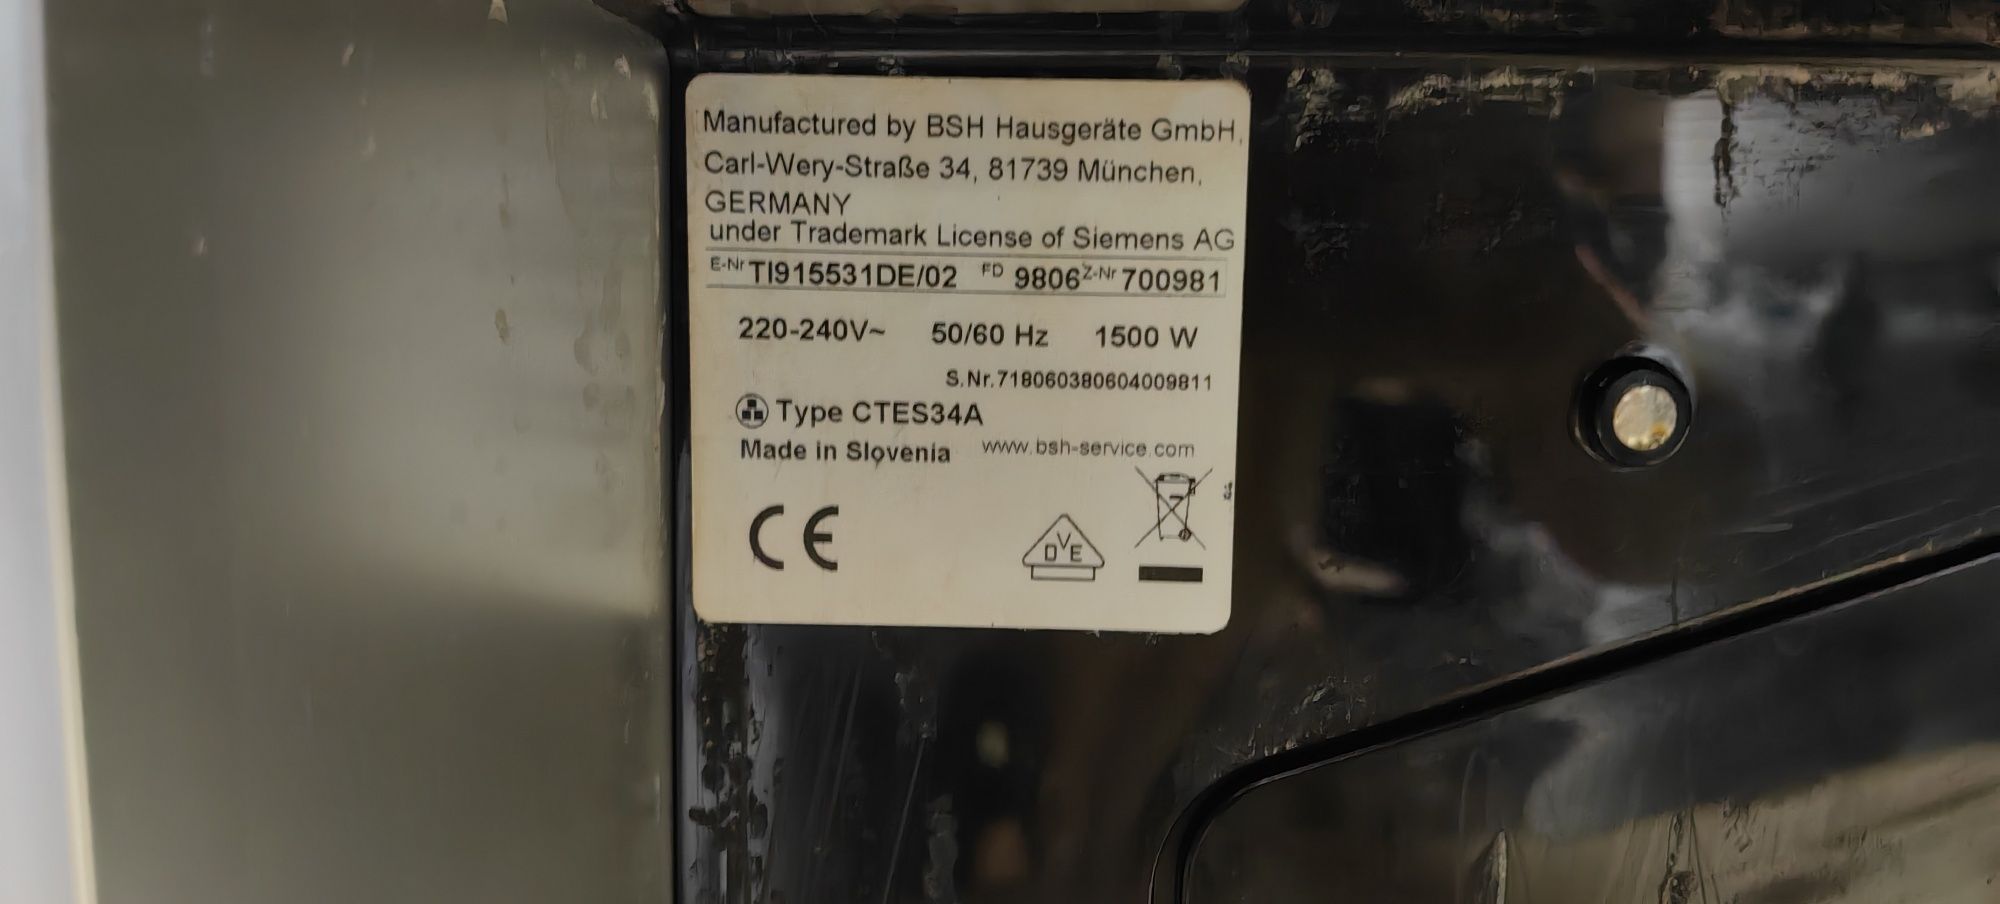 Manufactured by BSH Hausgeräte GmbH,
Carl-Wery-Straße 34, 81739 München,
GERMANY
under Trademark License of Siemens AG
E-Nr TI915531DE/02 FD 9806 Z-Nr 700981
220-240V~ 50/60 Hz 1500 W
S.Nr.718060380604009811
Type CTES34A
Made in Slovenia www.bsh-service.com
CE
DVE